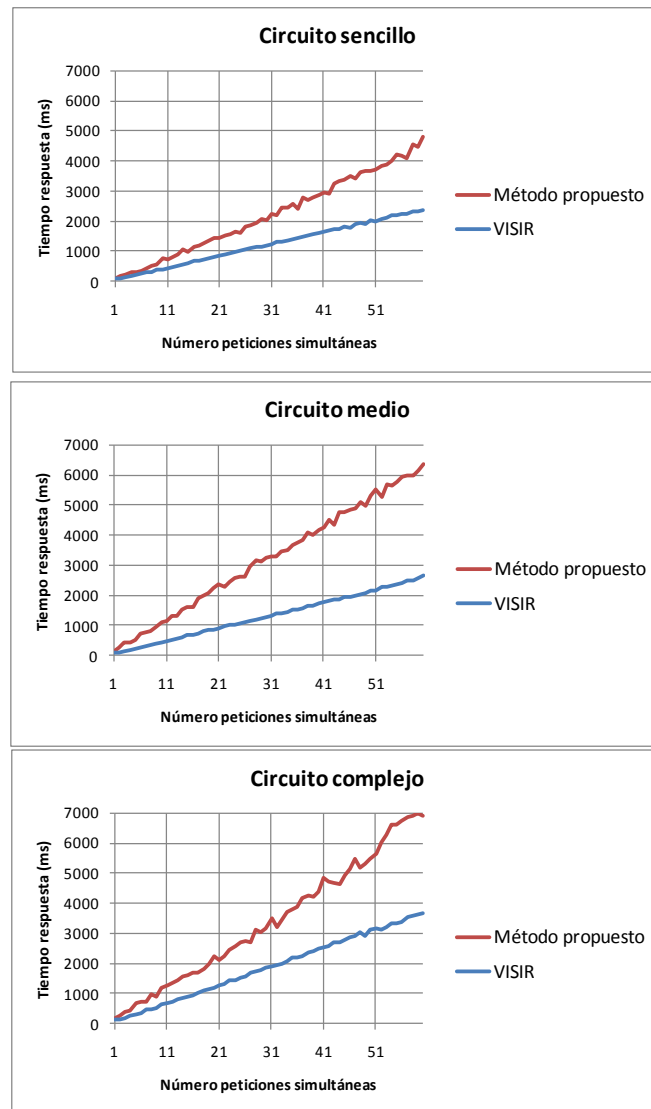 Circuito sencillo
Tiempo respuesta (ms)
7000
6000
5000
4000
3000
2000
1000
0
1 11 21 31 41 51
Número peticiones simultáneas
Método propuesto
VISIR
Circuito medio
Tiempo respuesta (ms)
7000
6000
5000
4000
3000
2000
1000
0
1 11 21 31 41 51
Número peticiones simultáneas
Método propuesto
VISIR
Circuito complejo
Tiempo respuesta (ms)
7000
6000
5000
4000
3000
2000
1000
0
1 11 21 31 41 51
Número peticiones simultáneas
Método propuesto
VISIR